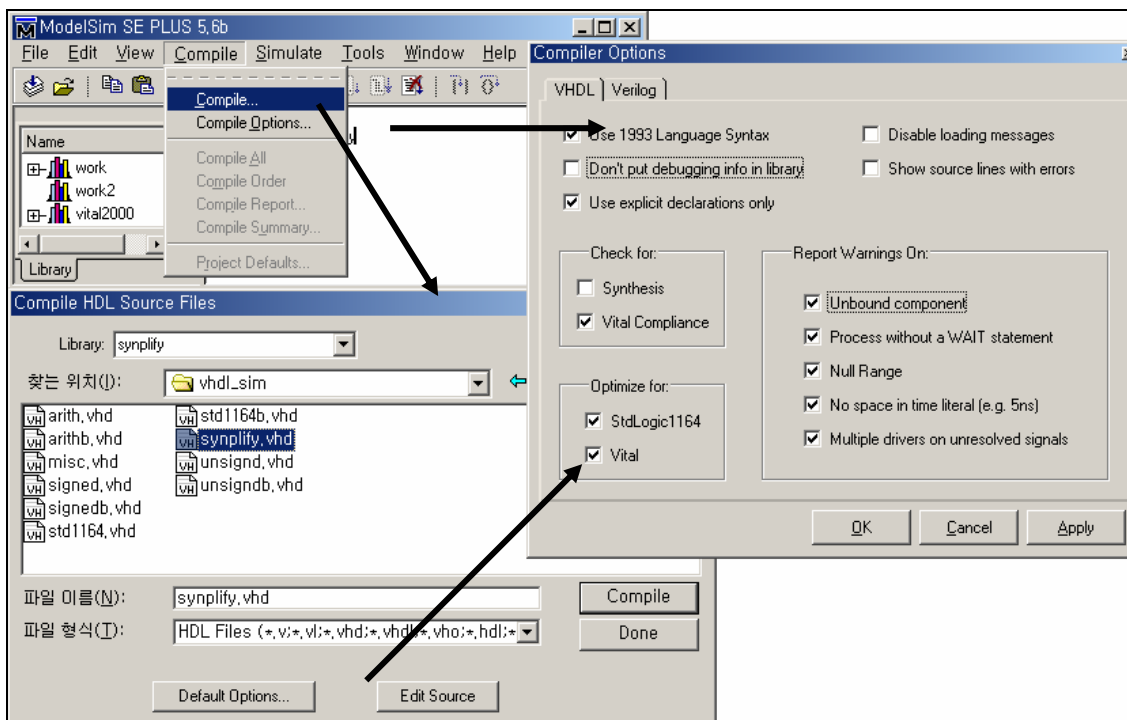 ModelSim SE PLUS 5,6b
File Edit View Compile Simulate Tools Window Help
Compile...
Compile Options...
Compile All
Compile Order
Compile Report...
Compile Summary...
Project Defaults...
Name
work
work2
vital2000
Library
Compiler Options
VHDL Verilog
Use 1993 Language Syntax
Disable loading messages
Don't put debugging info in library
Show source lines with errors
Use explicit declarations only
Check for:
Synthesis
Vital Compliance
Optimize for:
StdLogic1164
Vital
Report Warnings On:
Unbound component
Process without a WAIT statement
Null Range
No space in time literal (e.g. 5ns)
Multiple drivers on unresolved signals
OK Cancel Apply
Compile HDL Source Files
Library: synplify
찾는 위치(I): vhdl_sim
arith,vhd
arithb,vhd
misc,vhd
signed,vhd
signedb,vhd
std1164,vhd
std1164b,vhd
synplify,vhd
unsignd,vhd
unsigndb,vhd
파일 이름(N): synplify,vhd
Compile
파일 형식(T): HDL Files (*,v;*,vl;*,vhd;*,vhdl;*,vho;*,hdl;*
Done
Default Options... Edit Source